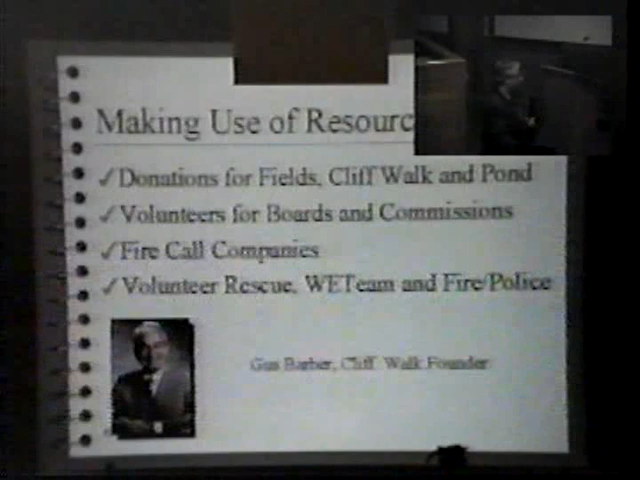 Making Use of Resourc
✓Donations for Fields, Cliff Walk and Pond
✓Volunteers for Boards and Commissions
✓Fire Call Companies
✓Volunteer Rescue, WETeam and Fire/Police
Gus Barber, Cliff Walk Founder